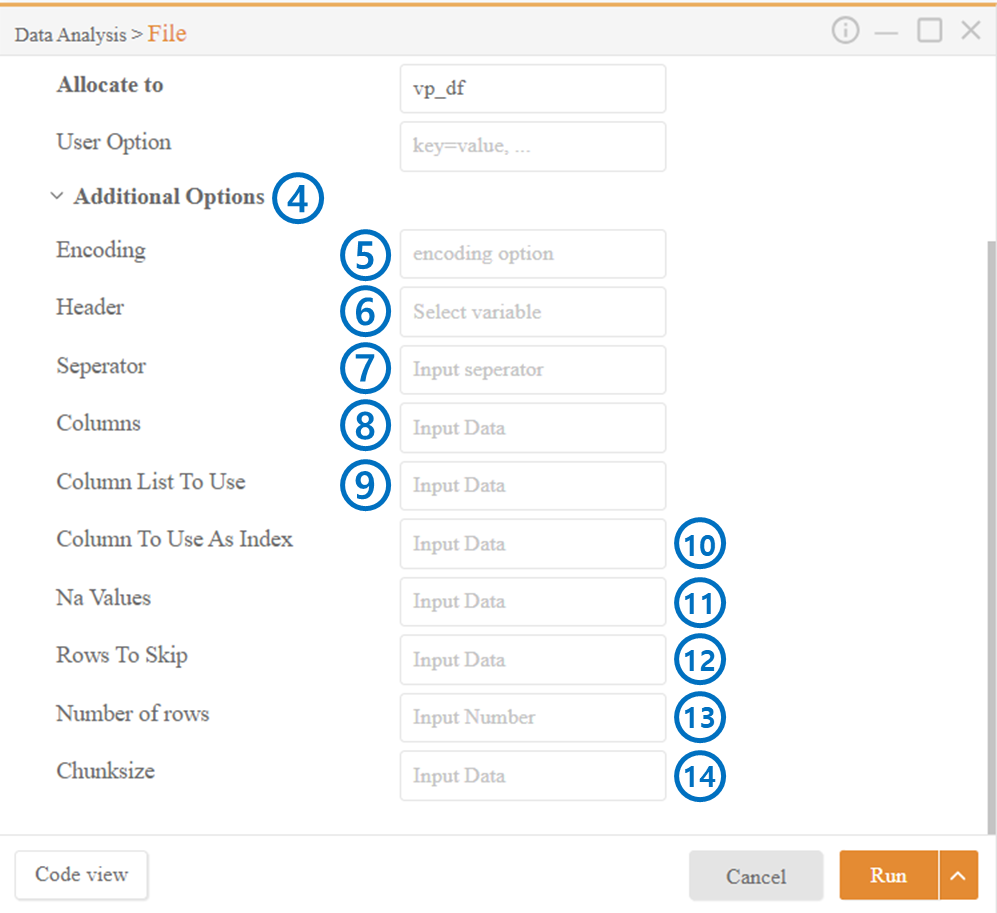 Data Analysis > File
Allocate to vp_df
User Option key=value, ...
Additional Options 4
Encoding 5 encoding option
Header 6 Select variable
Seperator 7 Input seperator
Columns 8 Input Data
Column List To Use 9 Input Data
Column To Use As Index Input Data 10
Na Values Input Data 11
Rows To Skip Input Data 12
Number of rows Input Number 13
Chunksize Input Data 14
Code view Cancel Run